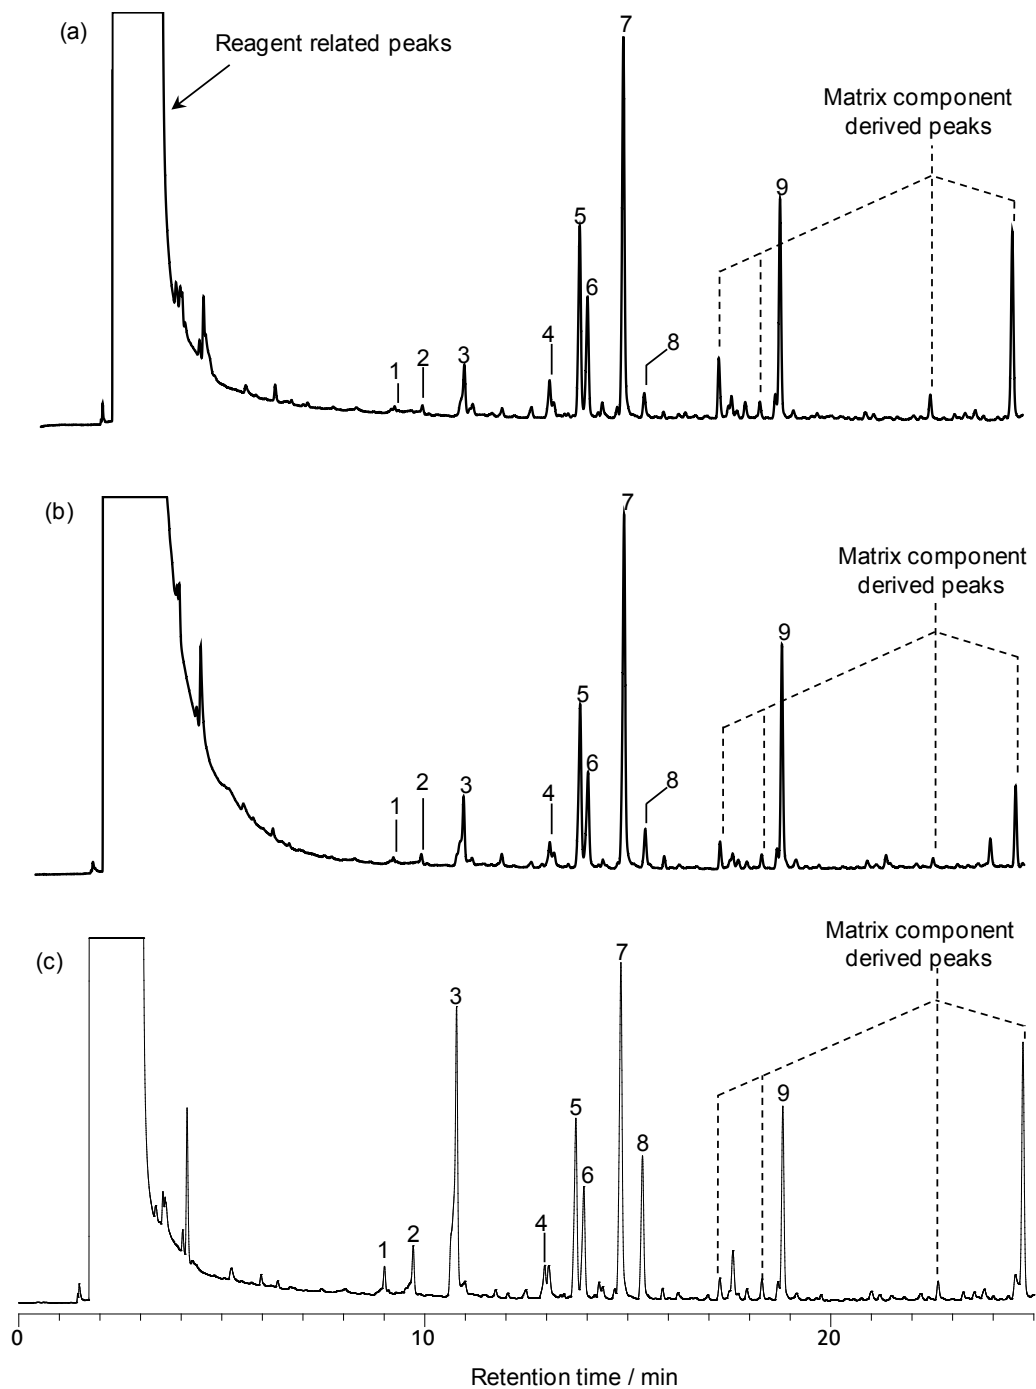 (a)
Reagent related peaks
Matrix component
derived peaks
1
2
3
4
5
6
7
8
9
(b)
Matrix component
derived peaks
1
2
3
4
5
6
7
8
9
(c)
Matrix component
derived peaks
1
2
3
4
5
6
7
8
9
0 10 20
Retention time / min